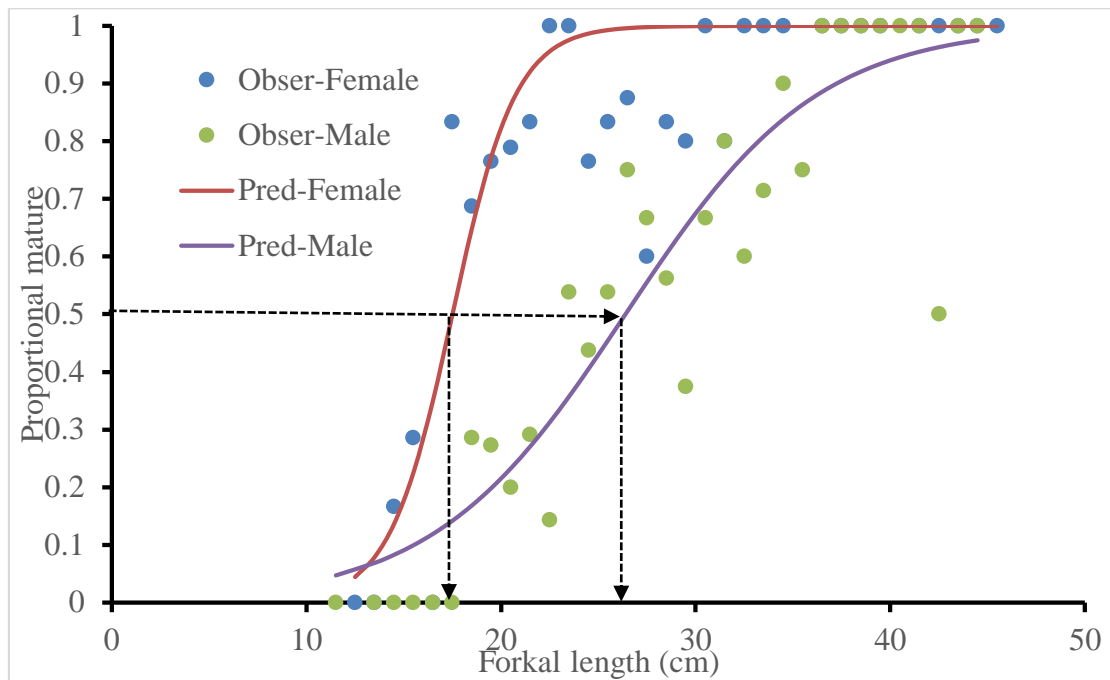 1
0.9
0.8
0.7
0.6
0.5
0.4
0.3
0.2
0.1
0
Proportional mature
Obser-Female
Obser-Male
Pred-Female
Pred-Male
0 10 20 30 40 50
Forkal length (cm)